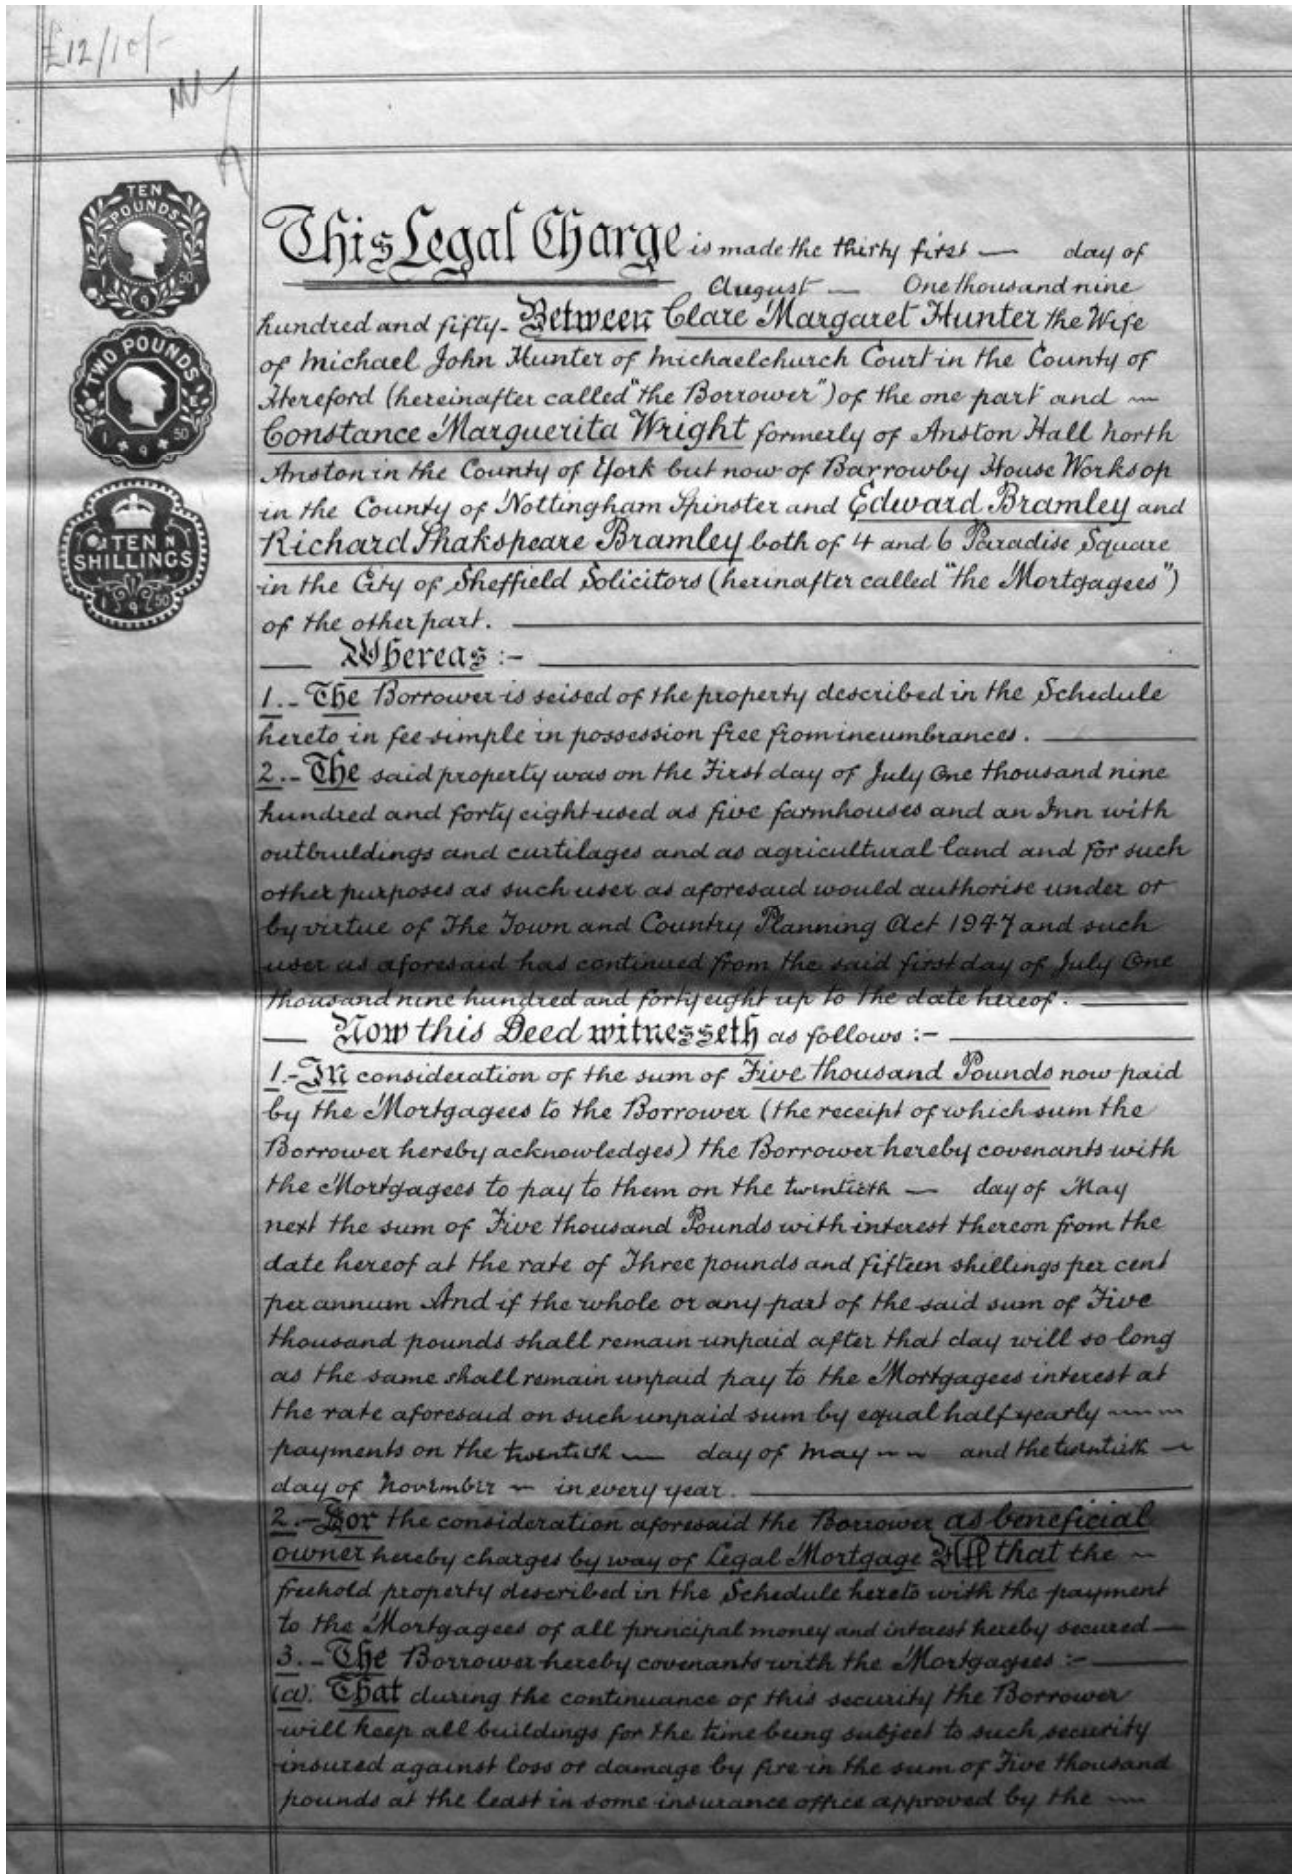 £12/10/-
TEN
POUNDS
1 9 50
TWO POUNDS
1 9 50
TEN
SHILLINGS
1 9 50
This Legal Charge is made the thirty first — day of
August — One thousand nine
hundred and fifty - Between Clare Margaret Hunter the Wife
of Michael John Hunter of Michaelchurch Court in the County of
Hereford (hereinafter called "the Borrower") of the one part and —
Constance Marguerita Wright formerly of Anston Hall North
Anston in the County of York but now of Barrowby House Worksop
in the County of Nottingham Spinster and Edward Bramley and
Richard Shakspeare Bramley both of 4 and 6 Paradise Square
in the City of Sheffield Solicitors (herinafter called "the Mortgagees")
of the other part.
Whereas :-
1.- The Borrower is seised of the property described in the Schedule
hereto in fee simple in possession free from incumbrances.
2.- The said property was on the First day of July One thousand nine
hundred and forty eight used as five farmhouses and an Inn with
outbuildings and curtilages and as agricultural land and for such
other purposes as such user as aforesaid would authorise under or
by virtue of The Town and Country Planning Act 1947 and such
user as aforesaid has continued from the said first day of July One
thousand nine hundred and forty eight up to the date hereof.
Now this Deed witnesseth as follows :-
1.- In consideration of the sum of Five thousand Pounds now paid
by the Mortgagees to the Borrower (the receipt of which sum the
Borrower hereby acknowledges) the Borrower hereby covenants with
the Mortgagees to pay to them on the twentieth — day of May
next the sum of Five thousand Pounds with interest thereon from the
date hereof at the rate of Three pounds and fifteen shillings per cent
per annum And if the whole or any part of the said sum of Five
thousand pounds shall remain unpaid after that day will so long
as the same shall remain unpaid pay to the Mortgagees interest at
the rate aforesaid on such unpaid sum by equal half yearly —
payments on the twentieth — day of May — and the twentieth —
day of November — in every year.
2.- For the consideration aforesaid the Borrower as beneficial
owner hereby charges by way of Legal Mortgage All that the —
freehold property described in the Schedule hereto with the payment
to the Mortgagees of all principal money and interest hereby secured —
3.- The Borrower hereby covenants with the Mortgagees :-
(a). That during the continuance of this security the Borrower
will keep all buildings for the time being subject to such security
insured against loss or damage by fire in the sum of Five thousand
pounds at the least in some insurance office approved by the —